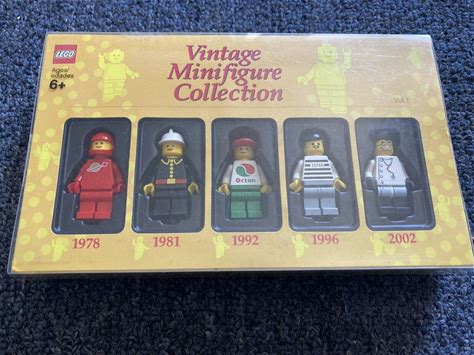 LEGO
Ages/
edades
6+
Vintage
Minifigure
Collection
Vol.1
Octan
1978
1981
1992
1996
2002